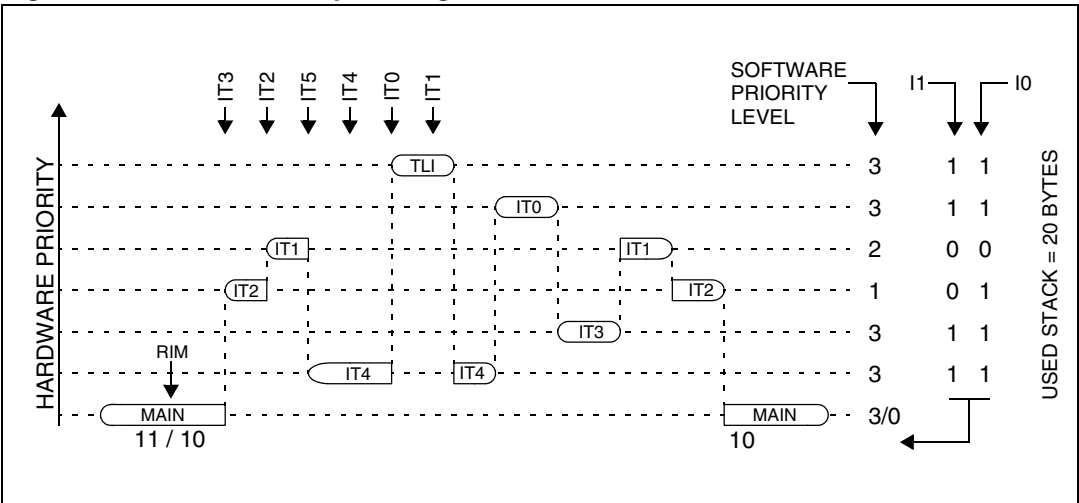 IT3
IT2
IT5
IT4
IT0
IT1
SOFTWARE
PRIORITY
LEVEL
I1
I0
HARDWARE PRIORITY
TLI
3
1 1
IT0
3
1 1
IT1
IT1
2
0 0
IT2
IT2
1
0 1
IT3
3
1 1
RIM
IT4
IT4
3
1 1
MAIN
MAIN
3/0
11 / 10
10
USED STACK = 20 BYTES